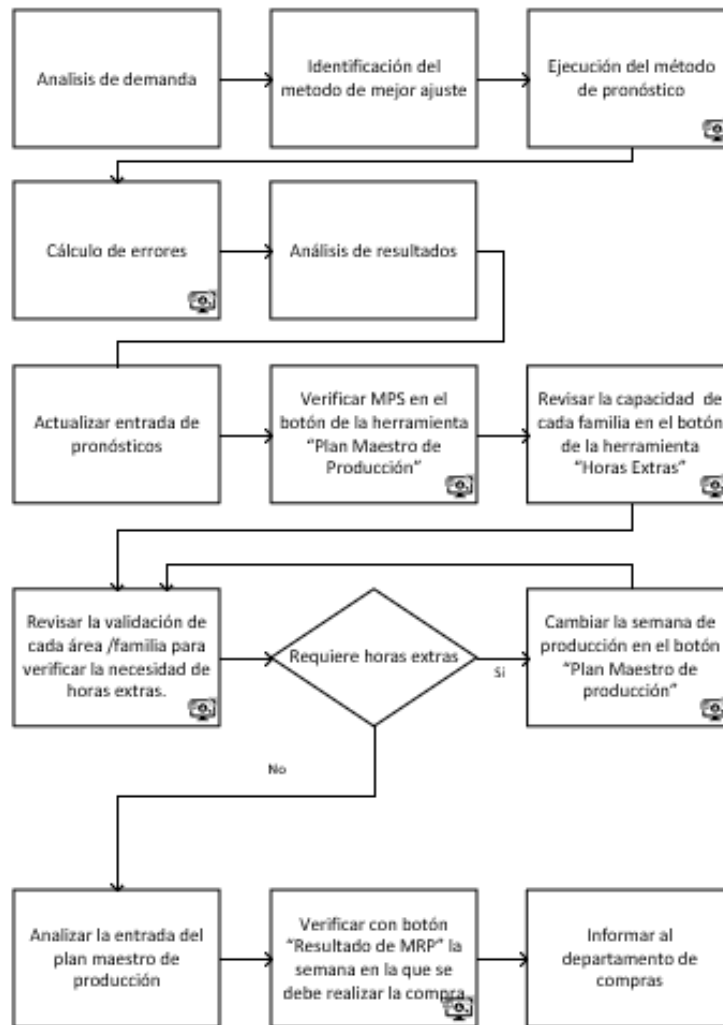 Analisis de demanda
Identificación del
metodo de mejor ajuste
Ejecución del método
de pronóstico
Cálculo de errores
Análisis de resultados
Actualizar entrada de
pronósticos
Verificar MPS en el
botón de la herramienta
“Plan Maestro de
Producción”
Revisar la capacidad de
cada familia en el botón
de la herramienta
“Horas Extras”
Revisar la validación de
cada área /familia para
verificar la necesidad de
horas extras.
Requiere horas extras
Si
Cambiar la semana de
producción en el botón
“Plan Maestro de
producción”
No
Analizar la entrada del
plan maestro de
producción
Verificar con botón
“Resultado de MRP” la
semana en la que se
debe realizar la compra
Informar al
departamento de
compras